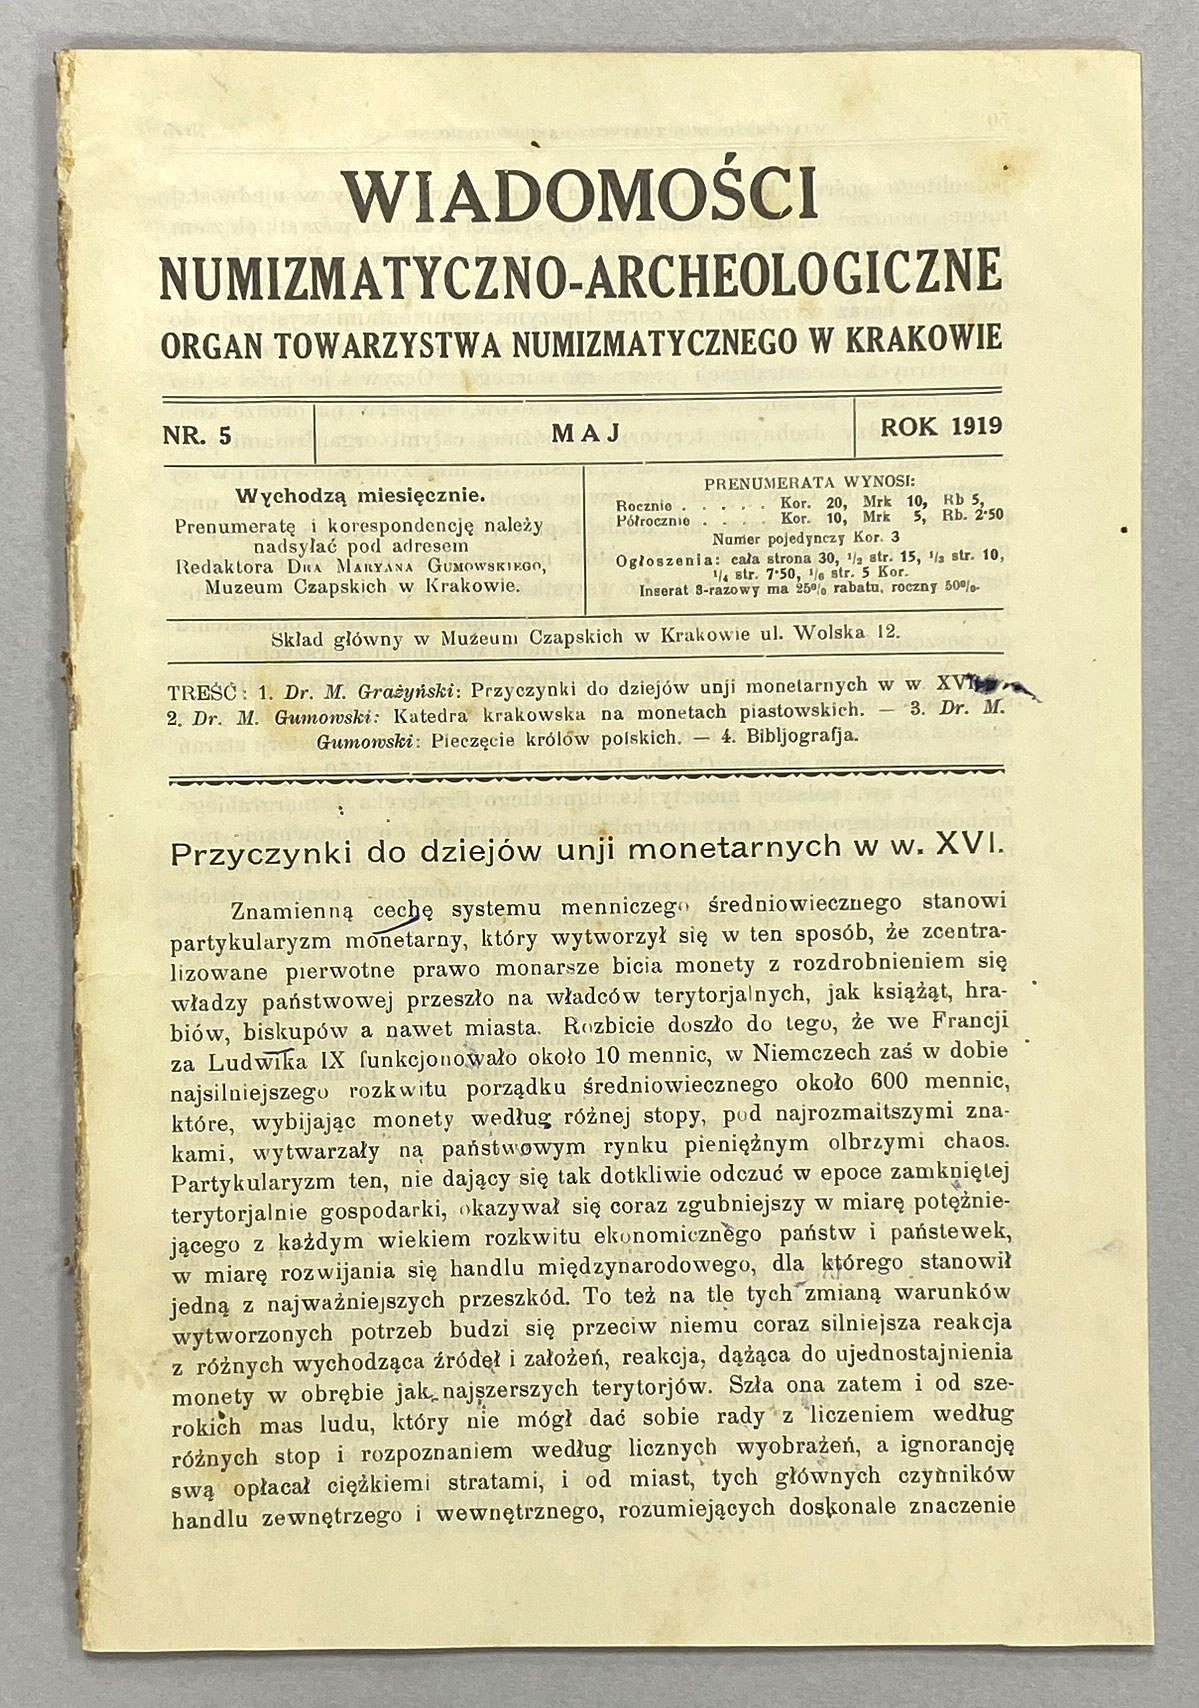 WIADOMOŚCI
NUMIZMATYCZNO-ARCHEOLOGICZNE
ORGAN TOWARZYSTWA NUMIZMATYCZNEGO W KRAKOWIE
NR. 5 MAJ ROK 1919
Wychodzą miesięcznie.
Prenumeratę i korespondencję należy
nadsyłać pod adresem
Redaktora Dra Maryana Gumowskiego,
Muzeum Czapskich w Krakowie.
PRENUMERATA WYNOSI:
Rocznie . . . . . Kor. 20, Mrk 10, Rb 5,
Półrocznie . . . . Kor. 10, Mrk 5, Rb. 2·50
Numer pojedynczy Kor. 3
Ogłoszenia: cała strona 30, 1/2 str. 15, 1/3 str. 10,
1/4 str. 7·50, 1/6 str. 5 Kor.
Inserat 3-razowy ma 25% rabatu, roczny 50%.
Skład główny w Muzeum Czapskich w Krakowie ul. Wolska 12.
TREŚĆ: 1. Dr. M. Grażyński: Przyczynki do dziejów unji monetarnych w w. XVI.
2. Dr. M. Gumowski: Katedra krakowska na monetach piastowskich. — 3. Dr. M.
Gumowski: Pieczęcie królów polskich. — 4. Bibljografja.
Przyczynki do dziejów unji monetarnych w w. XVI.
Znamienną cechę systemu menniczego średniowiecznego stanowi
partykularyzm monetarny, który wytworzył się w ten sposób, że zcentra-
lizowane pierwotne prawo monarsze bicia monety z rozdrobnieniem się
władzy państwowej przeszło na władców terytorjalnych, jak książąt, hra-
biów, biskupów a nawet miasta. Rozbicie doszło do tego, że we Francji
za Ludwika IX funkcjonowało około 10 mennic, w Niemczech zaś w dobie
najsilniejszego rozkwitu porządku średniowiecznego około 600 mennic,
które, wybijając monety według różnej stopy, pod najrozmaitszymi zna-
kami, wytwarzały na państwowym rynku pieniężnym olbrzymi chaos.
Partykularyzm ten, nie dający się tak dotkliwie odczuć w epoce zamkniętej
terytorjalnie gospodarki, okazywał się coraz zgubniejszy w miarę potężnie-
jącego z każdym wiekiem rozkwitu ekonomicznego państw i państewek,
w miarę rozwijania się handlu międzynarodowego, dla którego stanowił
jedną z najważniejszych przeszkód. To też na tle tych zmianą warunków
wytworzonych potrzeb budzi się przeciw niemu coraz silniejsza reakcja
z różnych wychodząca źródeł i założeń, reakcja, dążąca do ujednostajnienia
monety w obrębie jak najszerszych terytorjów. Szła ona zatem i od sze-
rokich mas ludu, który nie mógł dać sobie rady z liczeniem według
różnych stop i rozpoznaniem według licznych wyobrażeń, a ignorancję
swą opłacał ciężkiemi stratami, i od miast, tych głównych czynników
handlu zewnętrzego i wewnętrznego, rozumiejących doskonale znaczenie